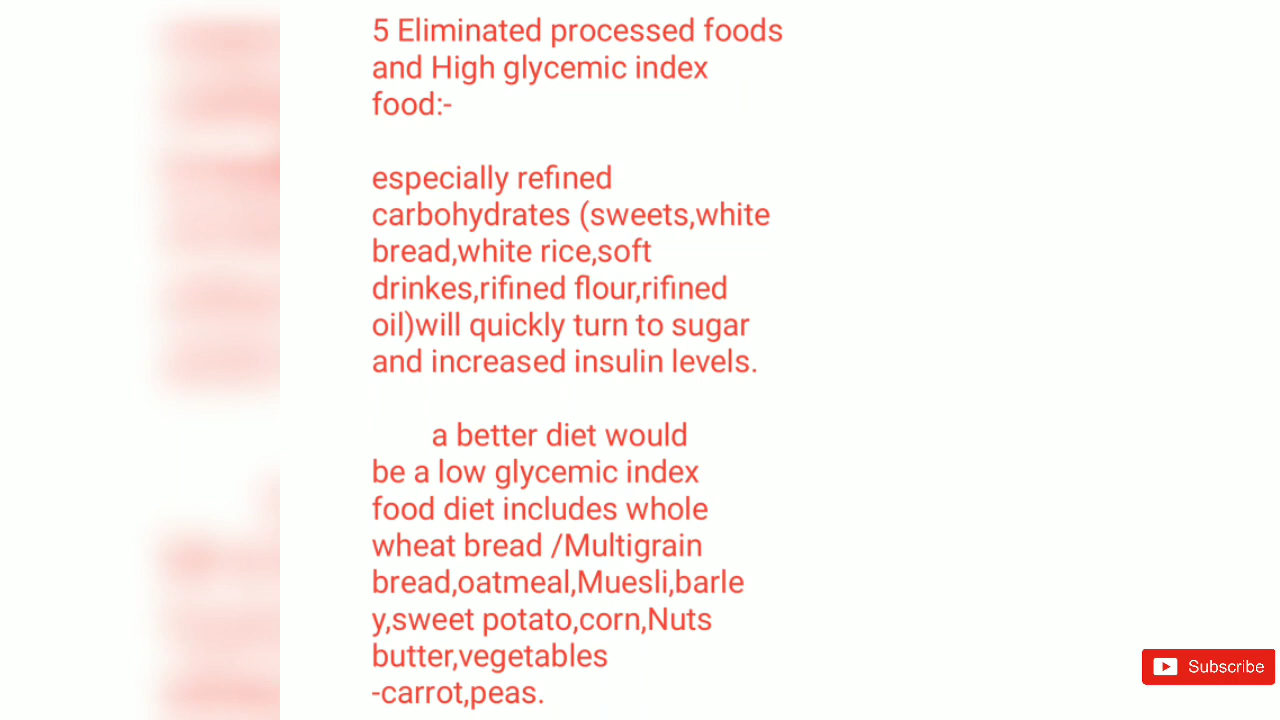 5 Eliminated processed foods
and High glycemic index
food:-
especially refined
carbohydrates (sweets,white
bread,white rice,soft
drinkes,rifined flour,rifined
oil)will quickly turn to sugar
and increased insulin levels.
a better diet would
be a low glycemic index
food diet includes whole
wheat bread /Multigrain
bread,oatmeal,Muesli,barle
y,sweet potato,corn,Nuts
butter,vegetables
-carrot,peas.
Subscribe